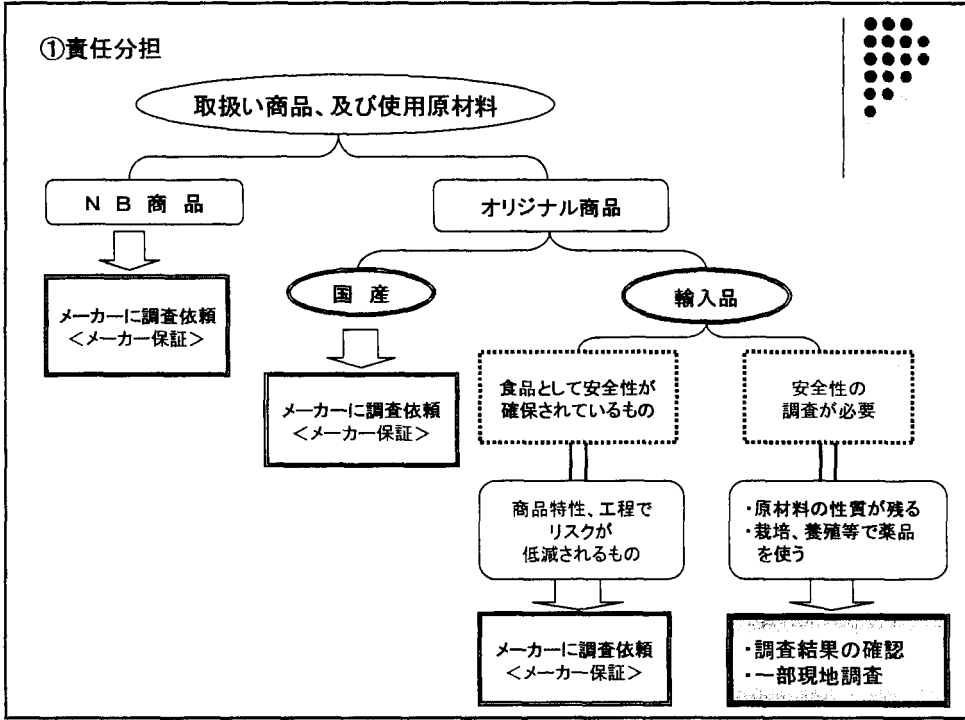 ①責任分担
取扱い商品、及び使用原材料
NB商品
オリジナル商品
メーカーに調査依頼
<メーカー保証>
国産
輸入品
メーカーに調査依頼
<メーカー保証>
食品として安全性が
確保されているもの
安全性の
調査が必要
商品特性、工程で
リスクが
低減されるもの
・原材料の性質が残る
・栽培、養殖等で薬品
を使う
メーカーに調査依頼
<メーカー保証>
・調査結果の確認
・一部現地調査